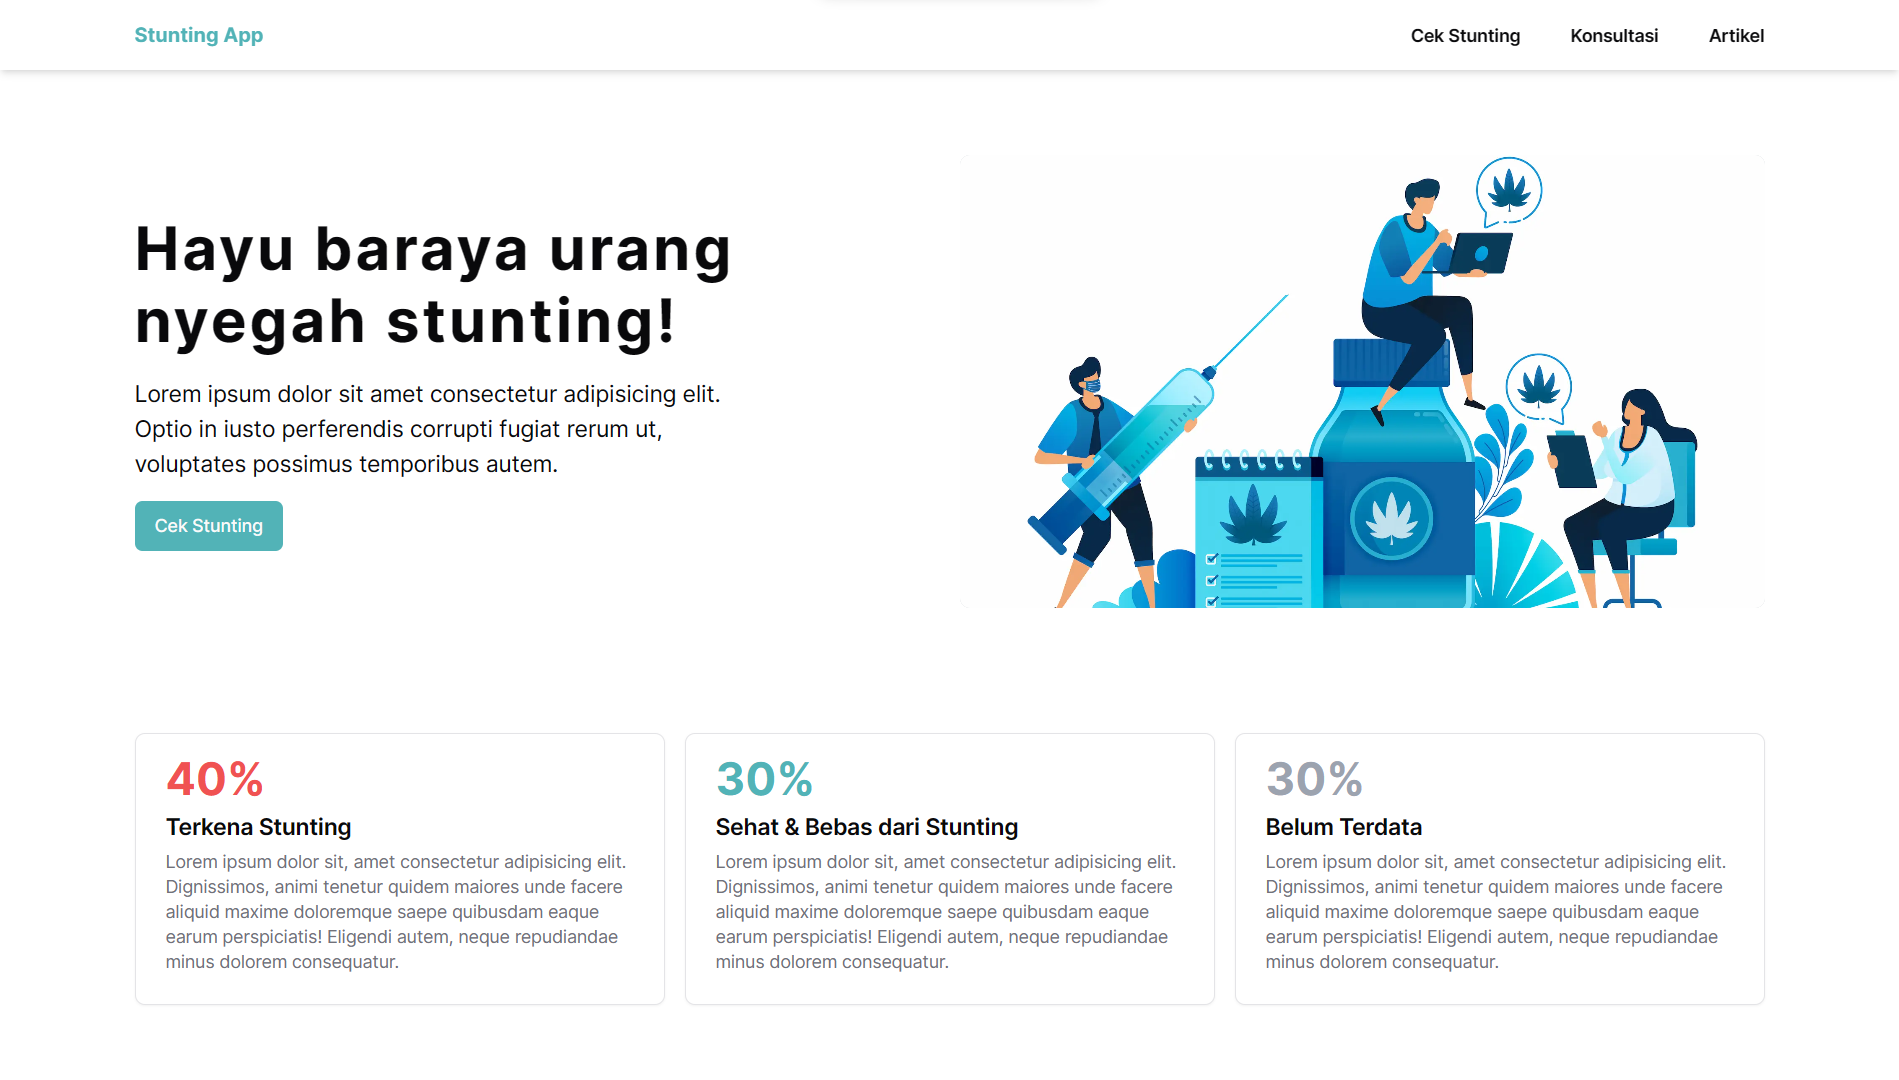 Stunting App
Cek Stunting
Konsultasi
Artikel
Hayu baraya urang
nyegah stunting!
Lorem ipsum dolor sit amet consectetur adipisicing elit.
Optio in iusto perferendis corrupti fugiat rerum ut,
voluptates possimus temporibus autem.
Cek Stunting
40%
Terkena Stunting
Lorem ipsum dolor sit, amet consectetur adipisicing elit.
Dignissimos, animi tenetur quidem maiores unde facere
aliquid maxime doloremque saepe quibusdam eaque
earum perspiciatis! Eligendi autem, neque repudiandae
minus dolorem consequatur.
30%
Sehat & Bebas dari Stunting
Lorem ipsum dolor sit, amet consectetur adipisicing elit.
Dignissimos, animi tenetur quidem maiores unde facere
aliquid maxime doloremque saepe quibusdam eaque
earum perspiciatis! Eligendi autem, neque repudiandae
minus dolorem consequatur.
30%
Belum Terdata
Lorem ipsum dolor sit, amet consectetur adipisicing elit.
Dignissimos, animi tenetur quidem maiores unde facere
aliquid maxime doloremque saepe quibusdam eaque
earum perspiciatis! Eligendi autem, neque repudiandae
minus dolorem consequatur.